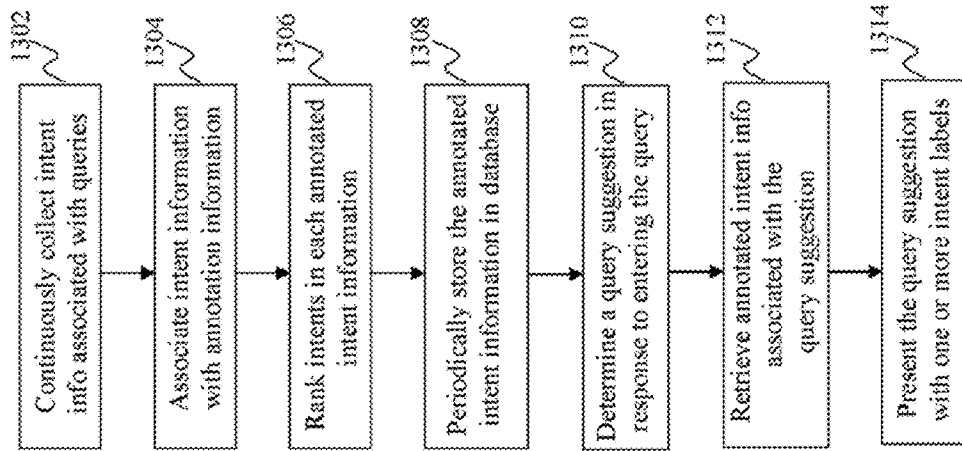 1302
Continuously collect intent
info associated with queries
1304
Associate intent information
with annotation information
1306
Rank intents in each annotated
intent information
1308
Periodically store the annotated
intent information in database
1310
Determine a query suggestion in
response to entering the query
1312
Retrieve annotated intent info
associated with the
query suggestion
1314
Present the query suggestion
with one or more intent labels